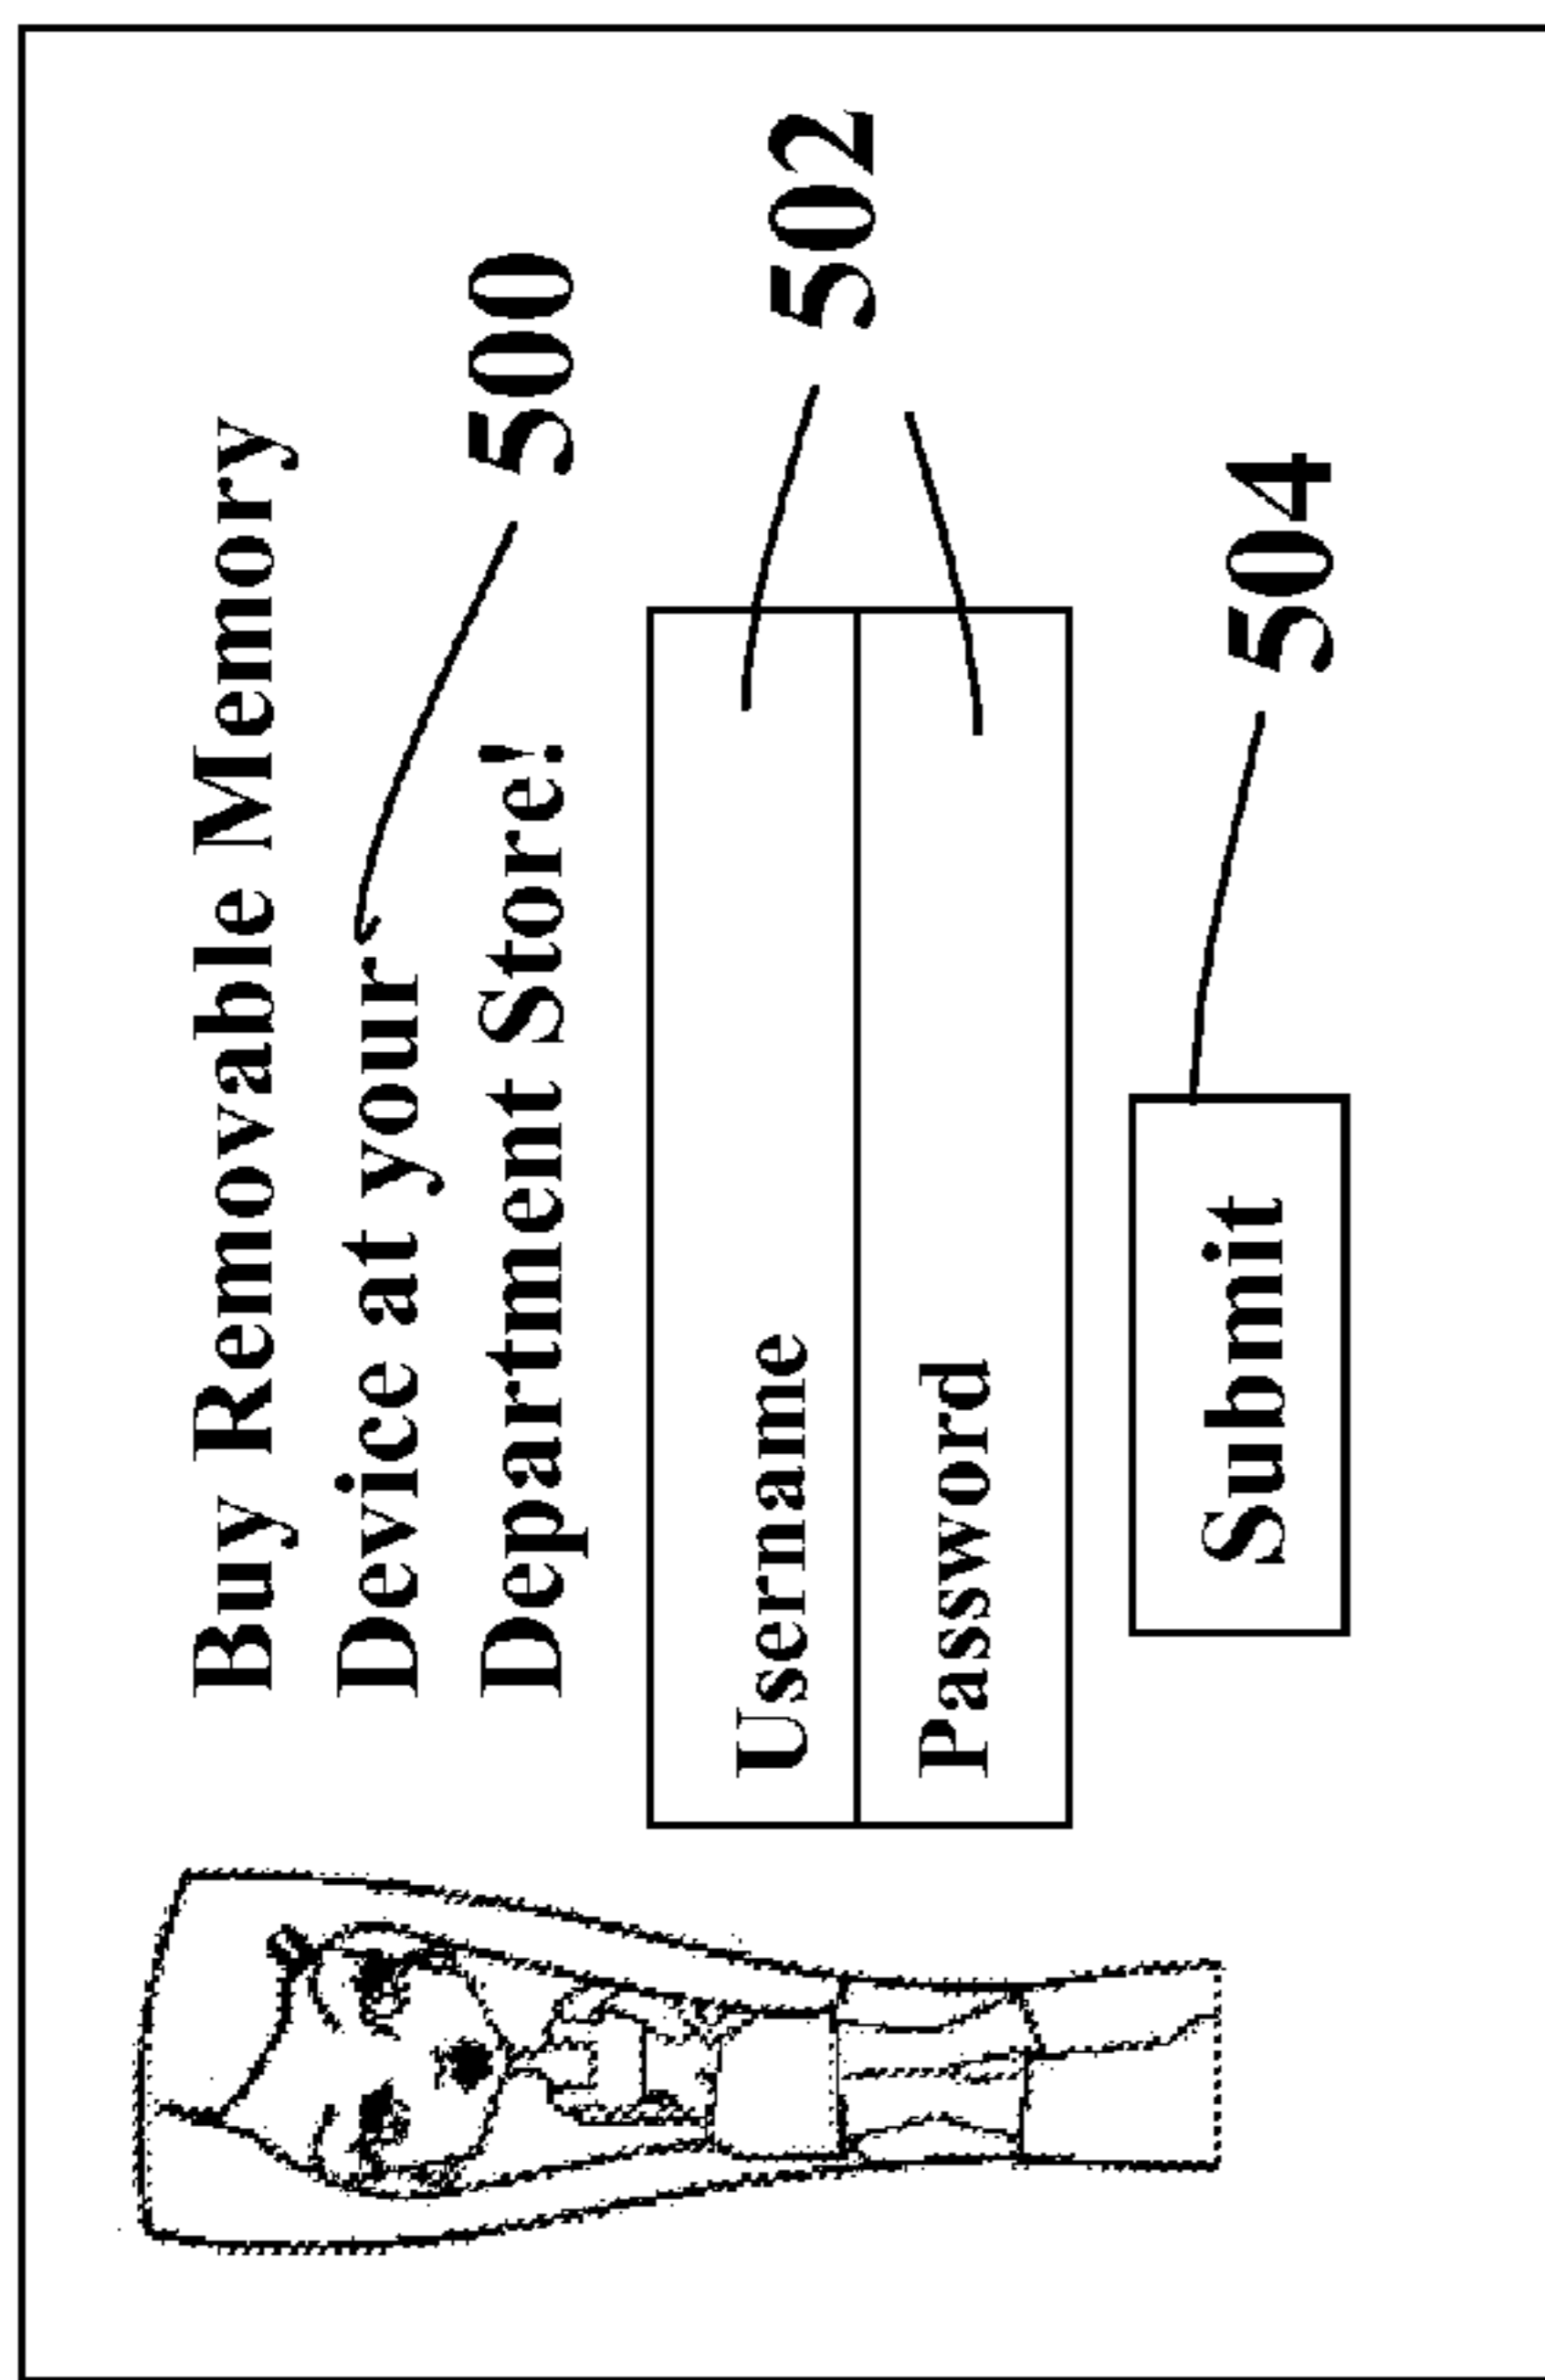 Buy Removable Memory
Device at your
500
Department Store!
502
Username
Password
504
Submit